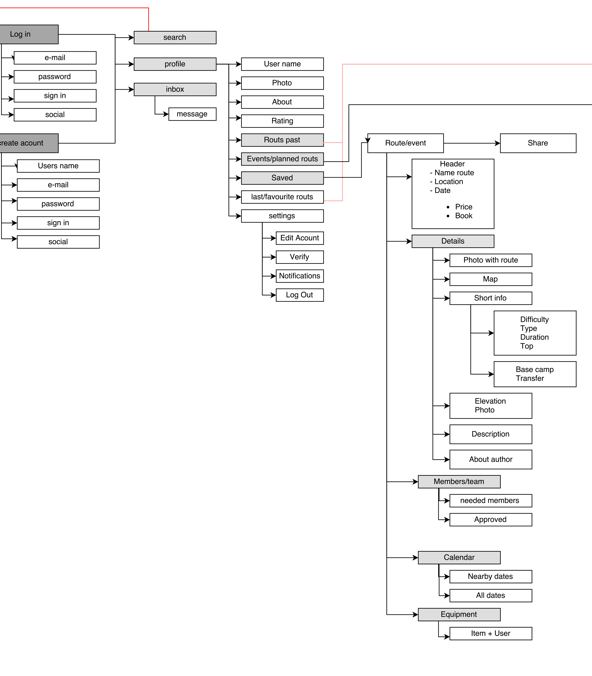 Log in
e-mail
password
sign in
social
create acount
Users name
e-mail
password
sign in
social
search
profile
inbox
message
User name
Photo
About
Rating
Routs past
Events/planned routs
Saved
last/favourite routs
settings
Edit Acount
Verify
Notifications
Log Out
Route/event
Share
Header
- Name route
- Location
- Date
• Price
• Book
Details
Photo with route
Map
Short info
Difficulty
Type
Duration
Top
Base camp
Transfer
Elevation
Photo
Description
About author
Members/team
needed members
Approved
Calendar
Nearby dates
All dates
Equipment
Item + User